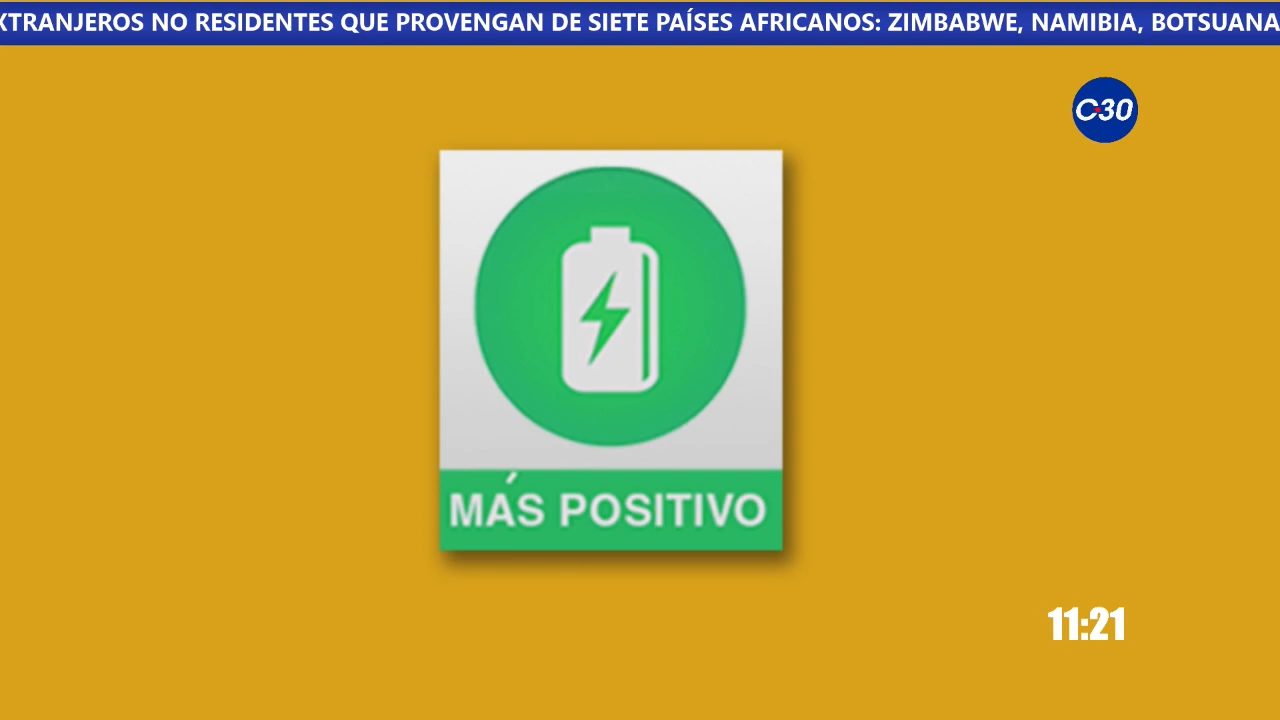 XTRANJEROS NO RESIDENTES QUE PROVENGAN DE SIETE PAÍSES AFRICANOS: ZIMBABWE, NAMIBIA, BOTSUANA
C30
MÁS POSITIVO
11:21